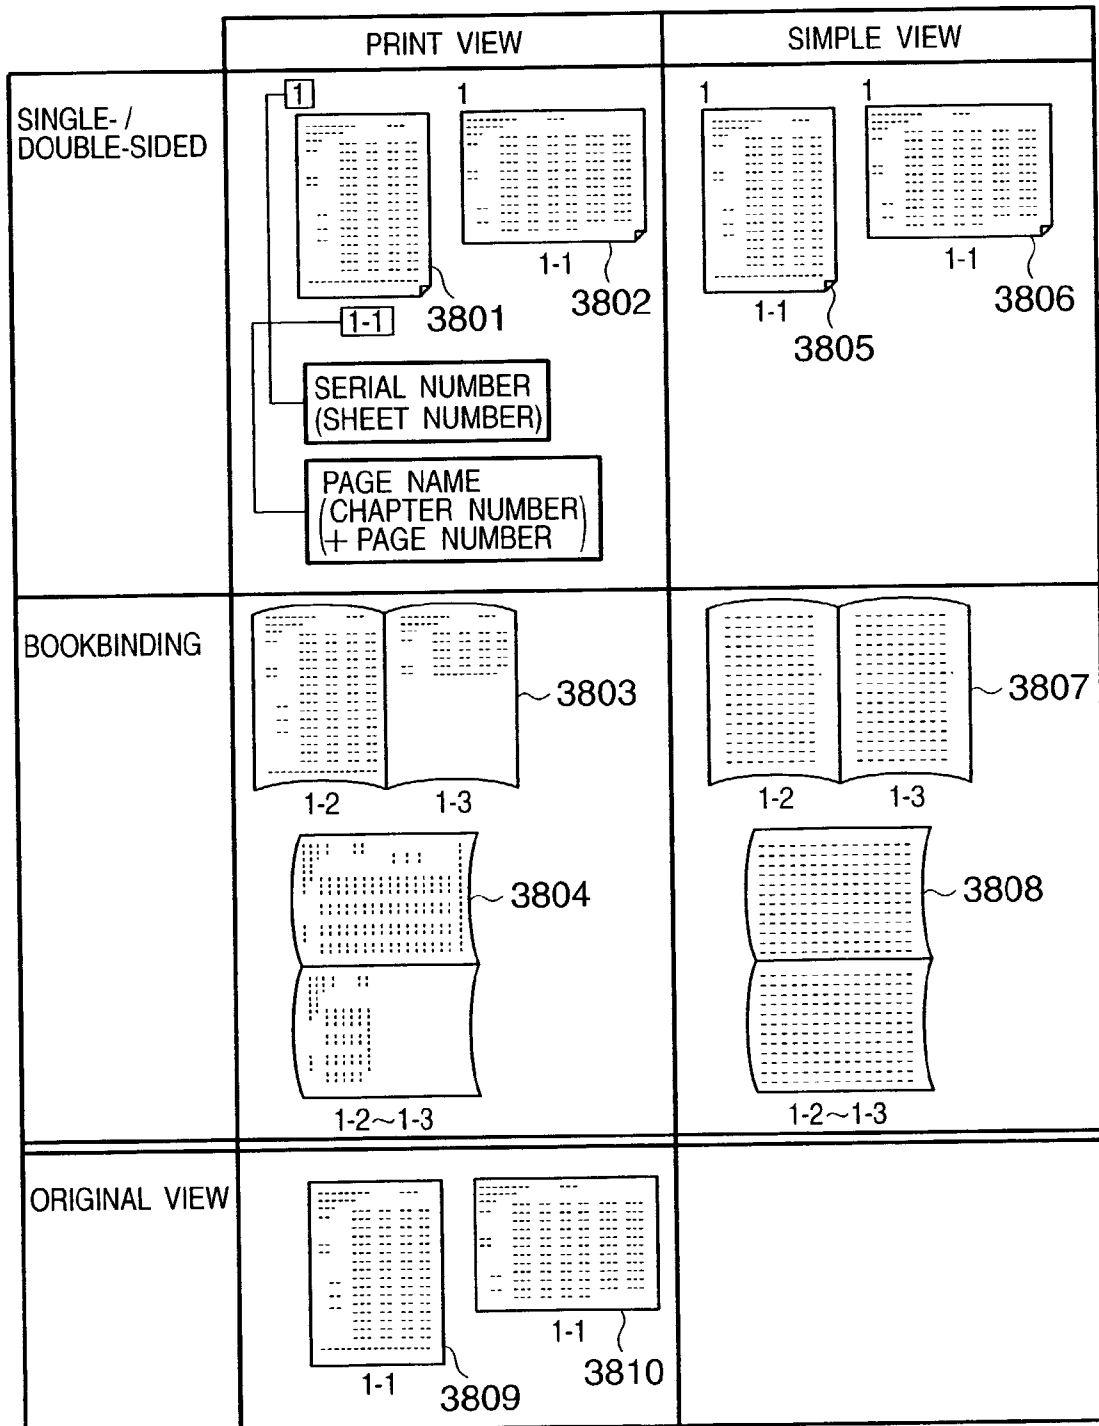 PRINT VIEW
SIMPLE VIEW
SINGLE- /
DOUBLE-SIDED
1
1
1-1
3801
1-1
3802
SERIAL NUMBER
(SHEET NUMBER)
PAGE NAME
(CHAPTER NUMBER
+ PAGE NUMBER)
1
1
1-1
3805
1-1
3806
BOOKBINDING
3803
1-2
1-3
3804
1-2~1-3
3807
1-2
1-3
3808
1-2~1-3
ORIGINAL VIEW
1-1
3809
1-1
3810